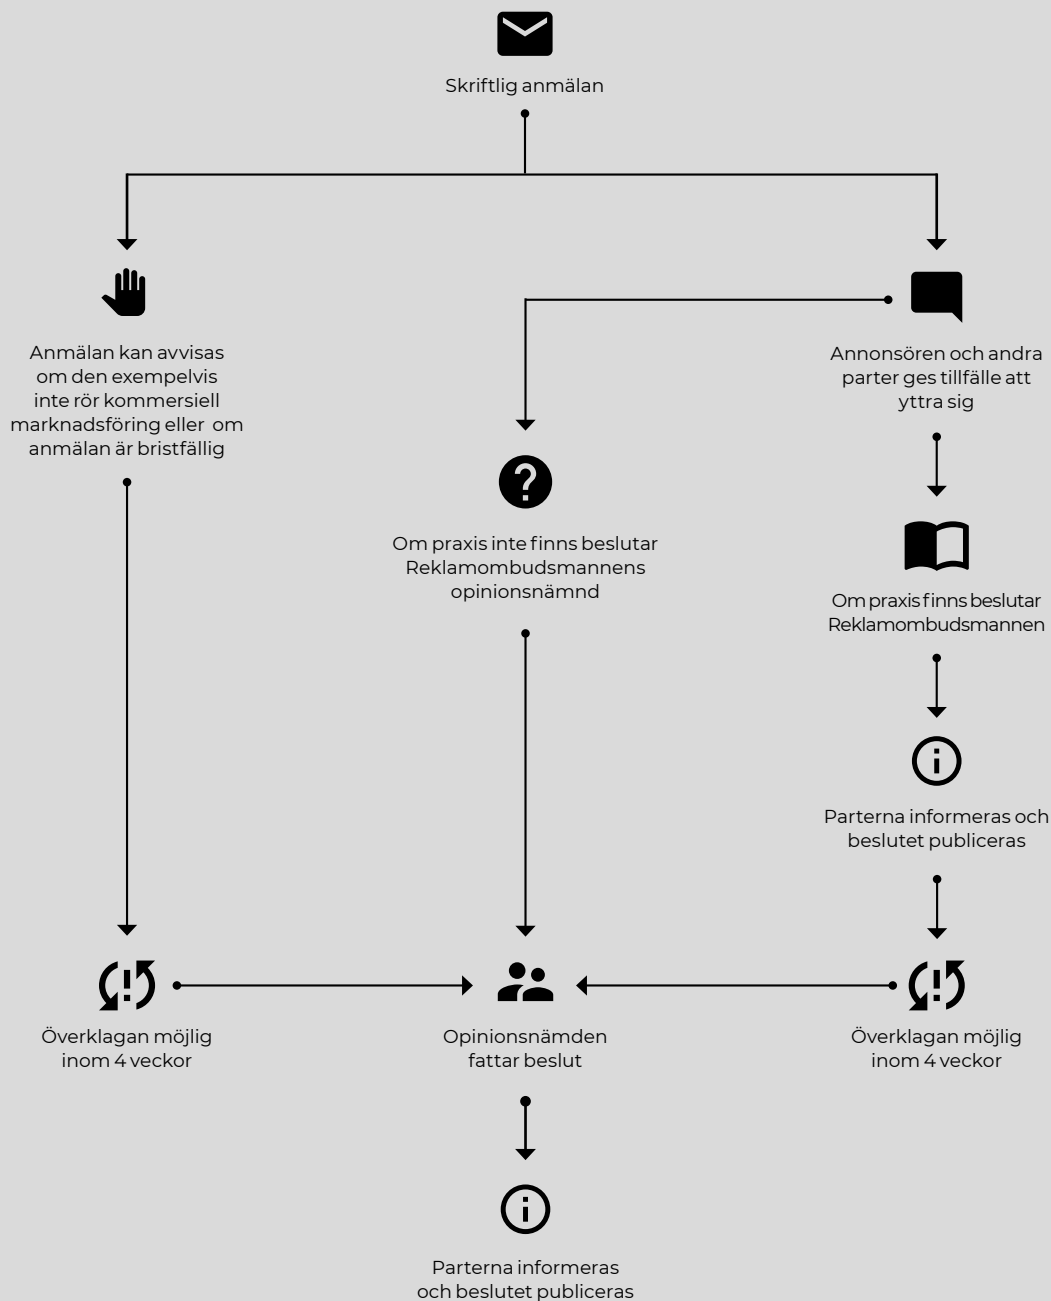 Skriftlig anmälan
Anmälan kan avvisas
om den exempelvis
inte rör kommersiell
marknadsföring eller om
anmälan är bristfällig
Annonsören och andra
parter ges tillfälle att
yttra sig
Om praxis inte finns beslutar
Reklamombudsmannens
opinionsnämnd
Om praxis finns beslutar
Reklamombudsmannen
Parterna informeras och
beslutet publiceras
Överklagan möjlig
inom 4 veckor
Opinionsnämden
fattar beslut
Överklagan möjlig
inom 4 veckor
Parterna informeras
och beslutet publiceras